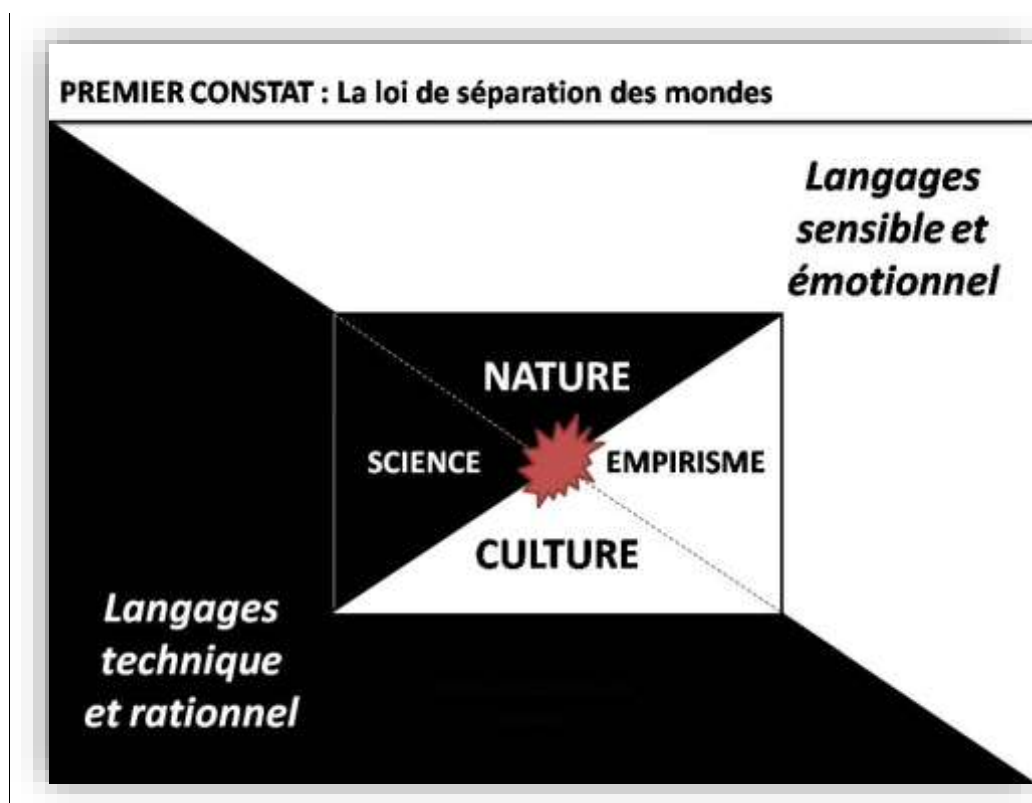 PREMIER CONSTAT : La loi de séparation des mondes
Langages
sensible et
émotionnel
NATURE
SCIENCE
EMPIRISME
CULTURE
Langages
technique
et rationnel